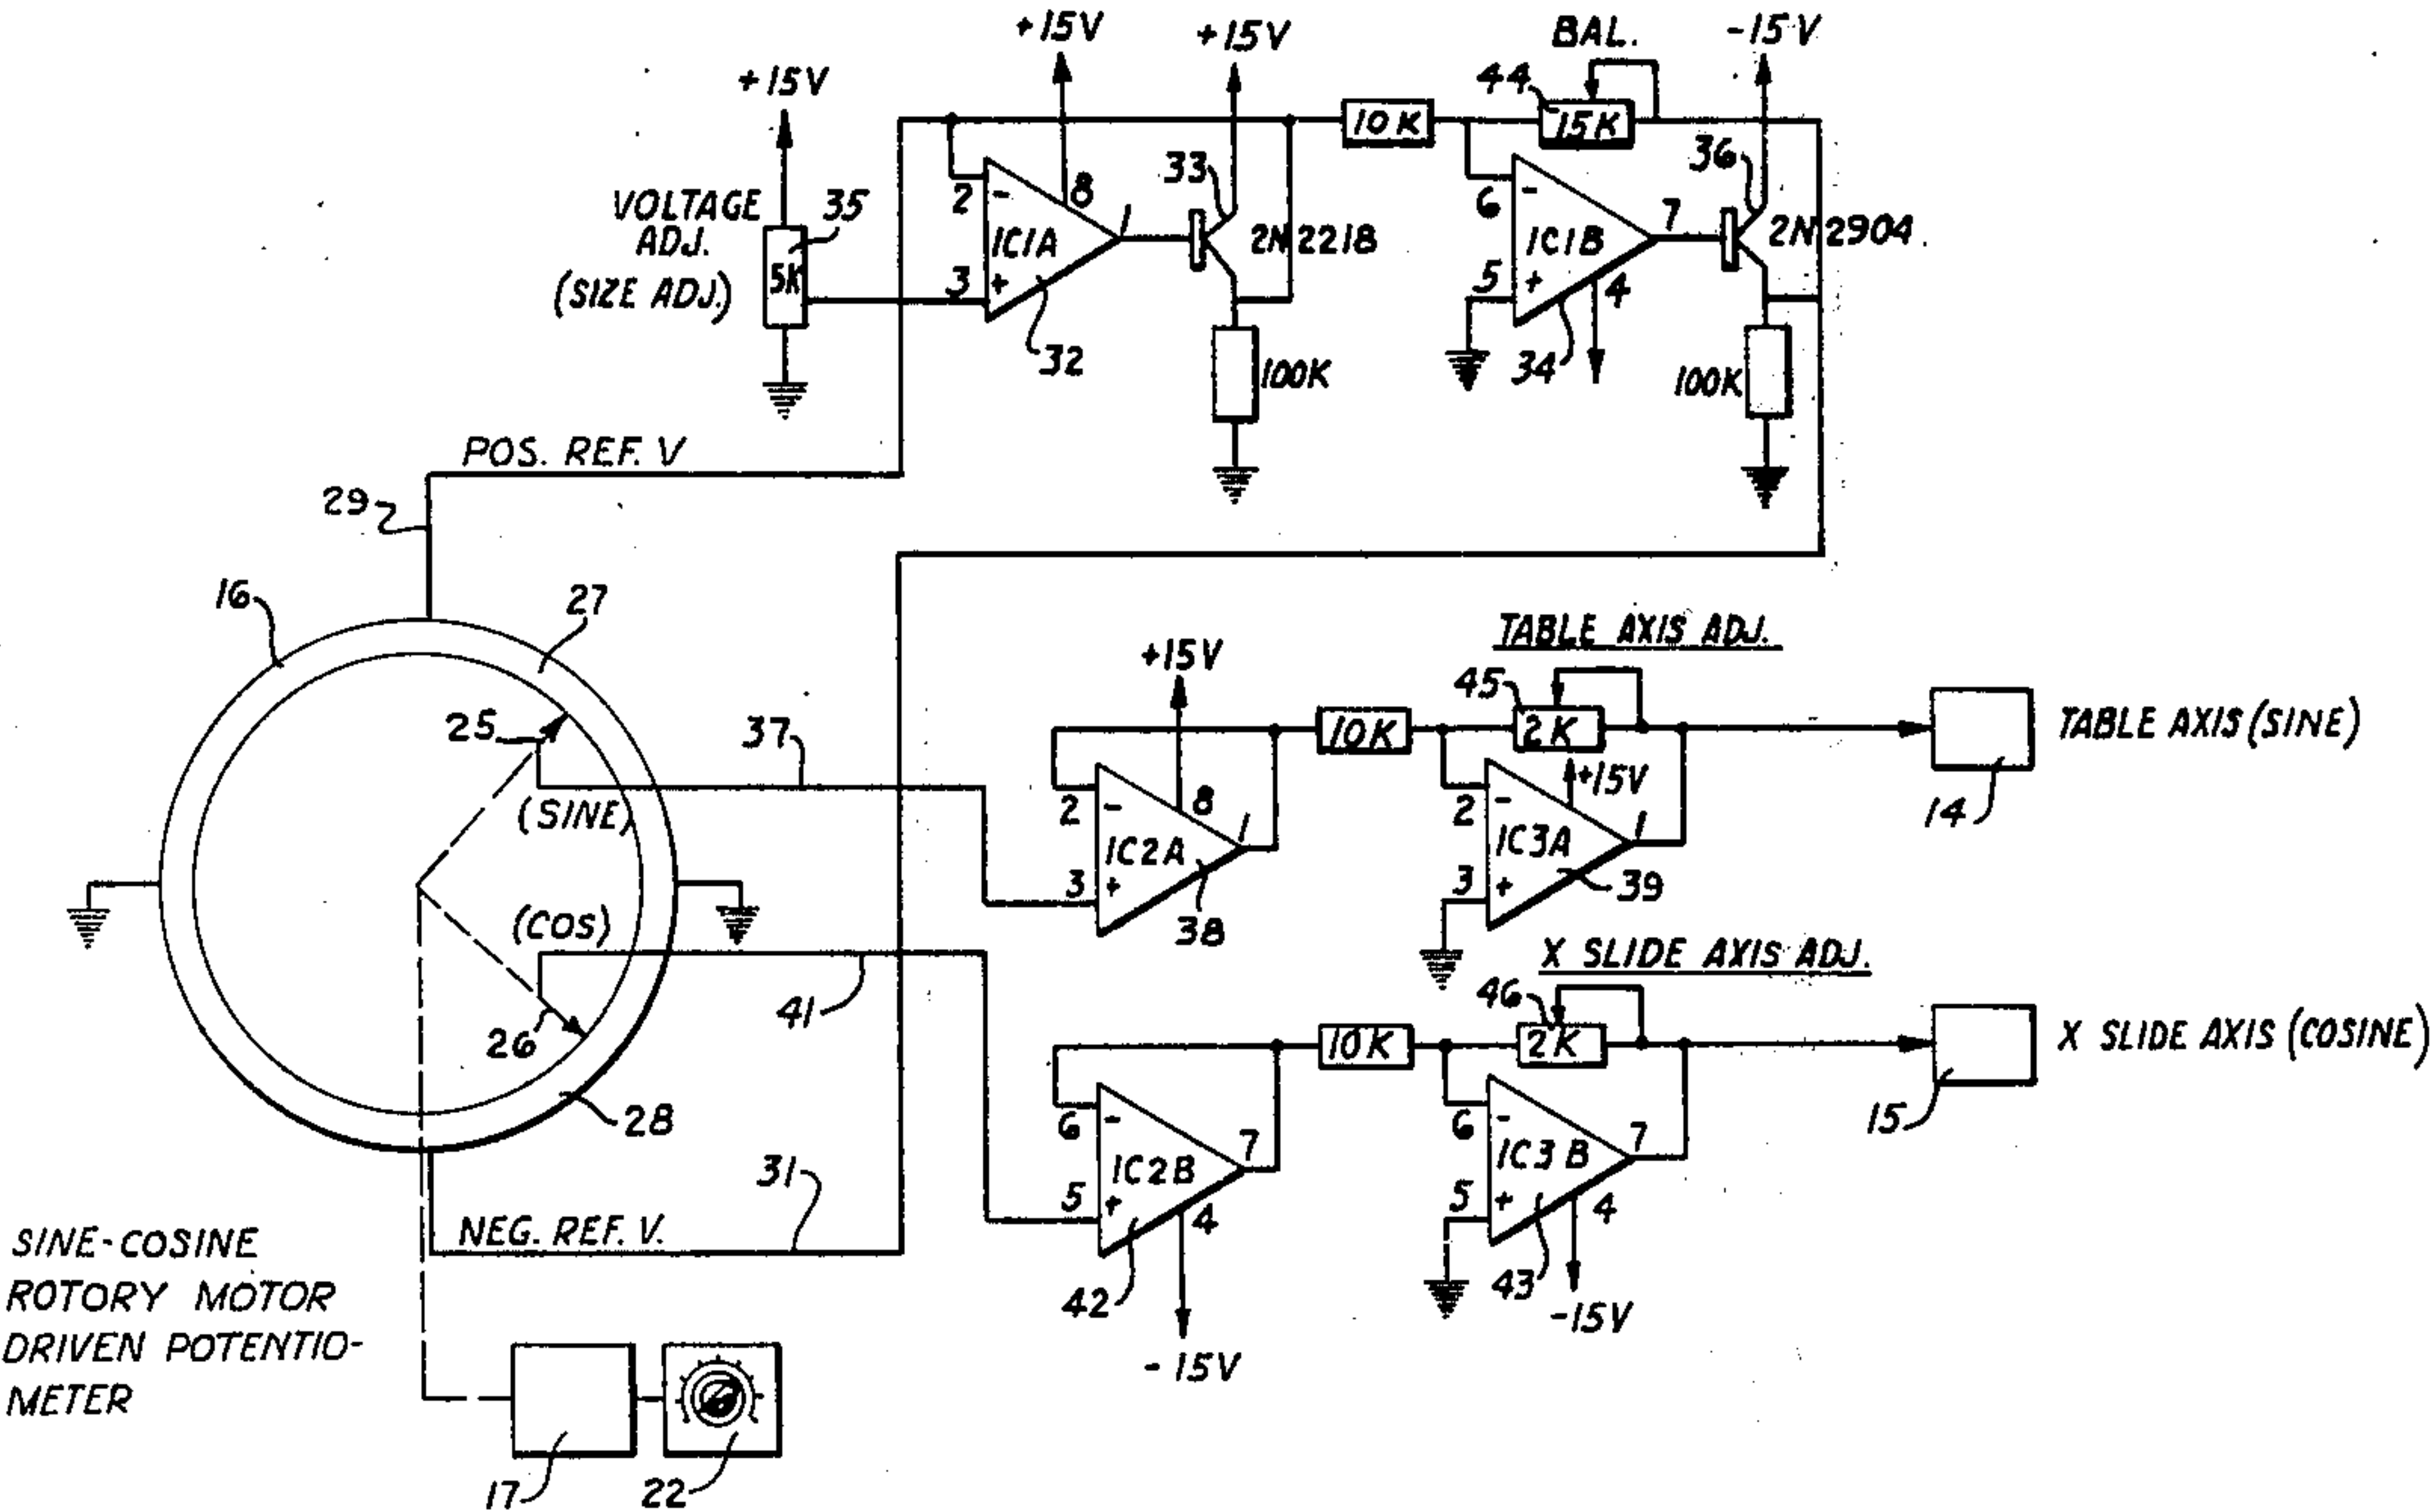 +15V
+15V
+15V
BAL.
-15V
44
15K
10K
VOLTAGE
ADJ.
(SIZE ADJ.)
35
5K
2
-
8
1
IC1A
3
+
32
33
2N2218
100K
6
-
7
IC1B
5
+
4
34
36
2N2904
100K
POS. REF. V
29
16
27
25
(SINE)
37
(COS)
26
41
28
31
NEG. REF. V.
+15V
2
-
8
1
IC2A
3
+
38
10K
TABLE AXIS ADJ.
45
2K
+15V
2
-
1
IC3A
3
+
39
14
TABLE AXIS (SINE)
6
-
7
IC2B
5
+
4
42
-15V
10K
X SLIDE AXIS ADJ.
46
2K
6
-
7
IC3B
5
+
4
43
-15V
15
X SLIDE AXIS (COSINE)
SINE-COSINE
ROTORY MOTOR
DRIVEN POTENTIO-
METER
17
22